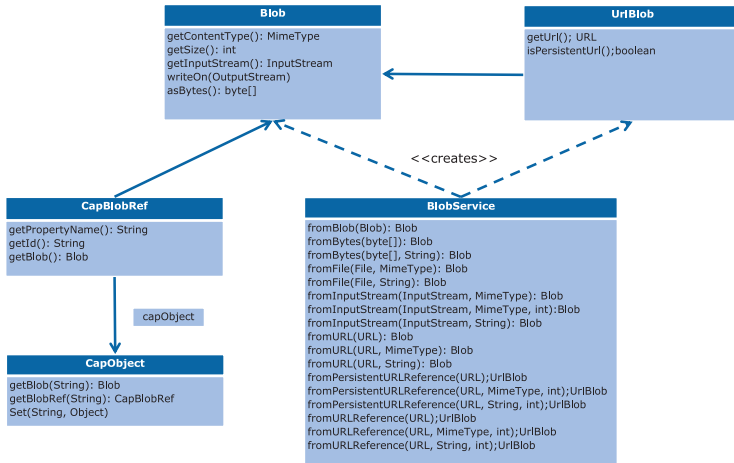 Blob
getContentType(): MimeType
getSize(): int
getInputStream(): InputStream
writeOn(OutputStream)
asBytes(): byte[]
UrlBlob
getUrl(); URL
isPersistentUrl();boolean
<<creates>>
CapBlobRef
getPropertyName(): String
getId(): String
getBlob(): Blob
BlobService
fromBlob(Blob): Blob
fromBytes(byte[]): Blob
fromBytes(byte[], String): Blob
fromFile(File, MimeType): Blob
fromFile(File, String): Blob
fromInputStream(InputStream, MimeType): Blob
fromInputStream(InputStream, MimeType, int):Blob
fromInputStream(InputStream, String): Blob
fromURL(URL): Blob
fromURL(URL, MimeType): Blob
fromURL(URL, String): Blob
fromPersistentURLReference(URL);UrlBlob
fromPersistentURLReference(URL, MimeType, int);UrlBlob
fromPersistentURLReference(URL, String, int);UrlBlob
fromURLReference(URL);UrlBlob
fromURLReference(URL, MimeType, int);UrlBlob
fromURLReference(URL, String, int);UrlBlob
capObject
CapObject
getBlob(String): Blob
getBlobRef(String): CapBlobRef
Set(String, Object)